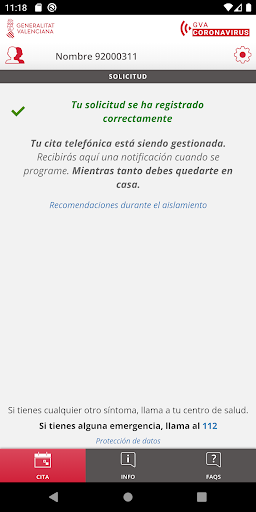 11:18
GENERALITAT
VALENCIANA
GVA
CORONAVIRUS
Nombre 92000311
SOLICITUD
Tu solicitud se ha registrado
correctamente
Tu cita telefónica está siendo gestionada.
Recibirás aquí una notificación cuando se
programe. Mientras tanto debes quedarte en
casa.
Recomendaciones durante el aislamiento
Si tienes cualquier otro síntoma, llama a tu centro de salud.
Si tienes alguna emergencia, llama al 112
Protección de datos
CITA
INFO
FAQS